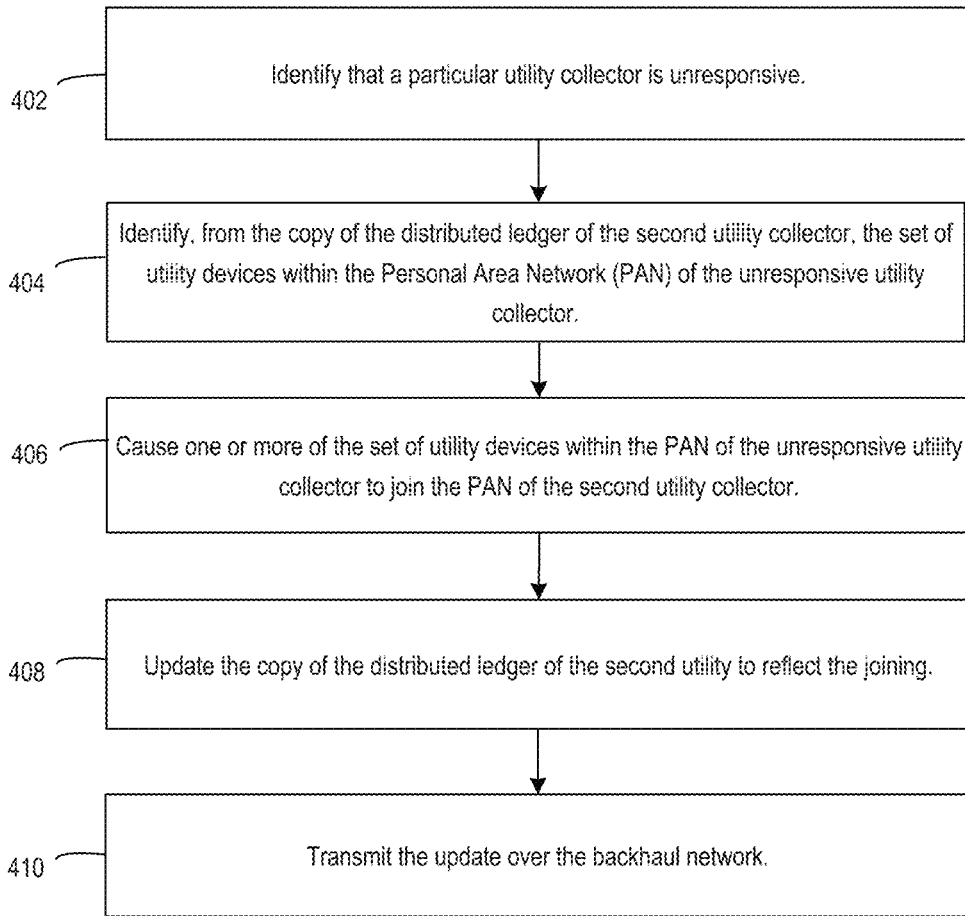 402
Identify that a particular utility collector is unresponsive.
404
Identify, from the copy of the distributed ledger of the second utility collector, the set of
utility devices within the Personal Area Network (PAN) of the unresponsive utility
collector.
406
Cause one or more of the set of utility devices within the PAN of the unresponsive utility
collector to join the PAN of the second utility collector.
408
Update the copy of the distributed ledger of the second utility to reflect the joining.
410
Transmit the update over the backhaul network.